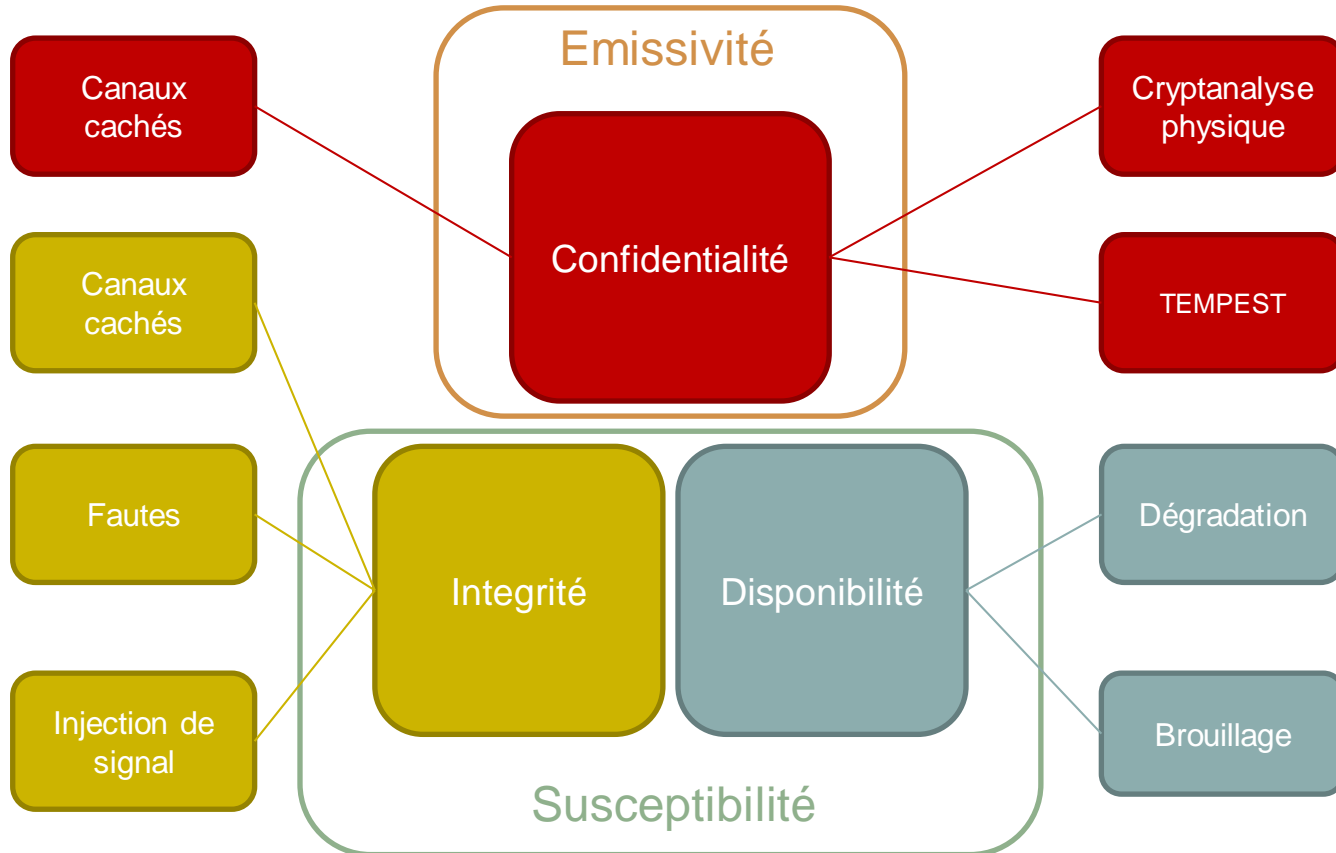 Emissivité
Canaux
cachés
Cryptanalyse
physique
Confidentialité
Canaux
cachés
TEMPEST
Fautes
Integrité
Disponibilité
Dégradation
Injection de
signal
Brouillage
Susceptibilité